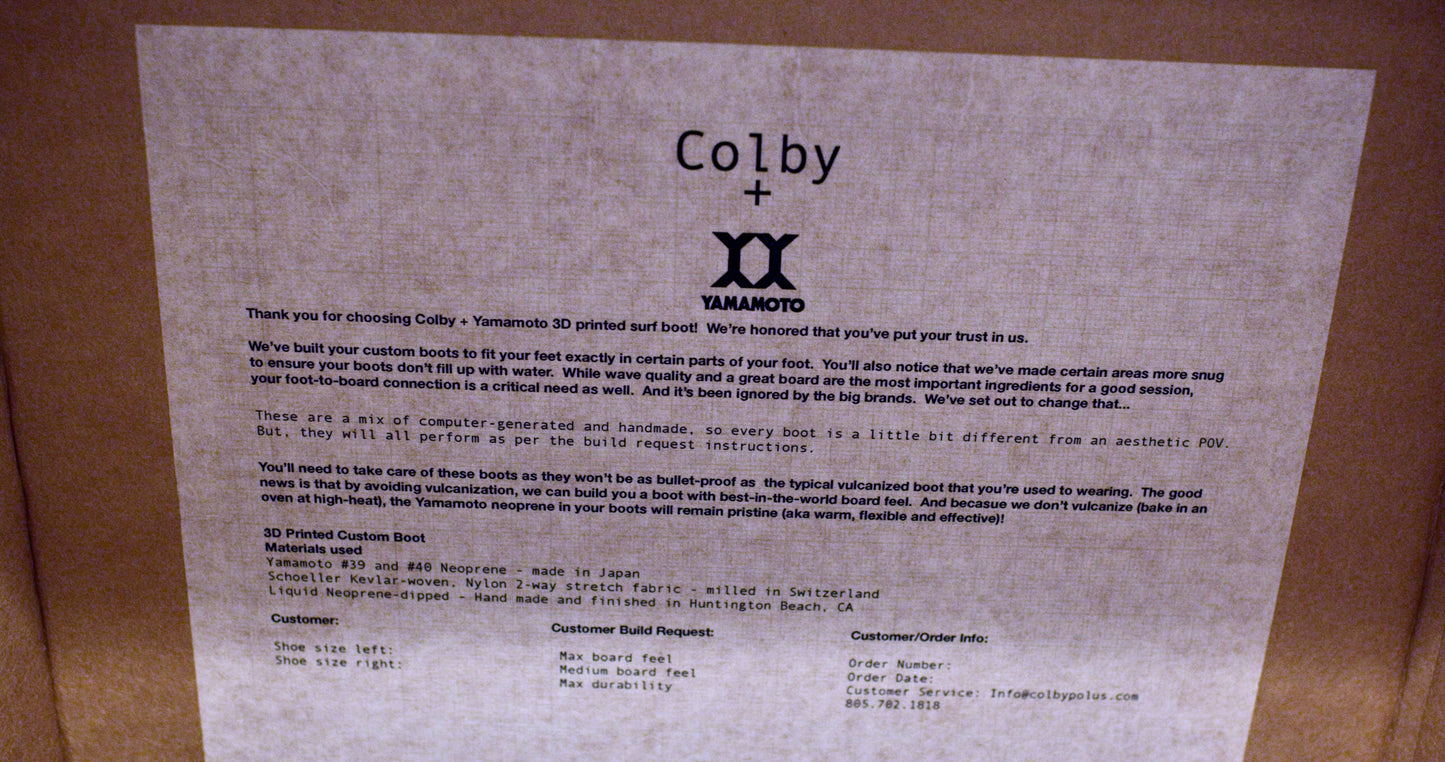 Colby
+
YAMAMOTO
Thank you for choosing Colby + Yamamoto 3D printed surf boot!  We're honored that you've put your trust in us.
We've built your custom boots to fit your feet exactly in certain parts of your foot.  You'll also notice that we've made certain areas more snug
to ensure your boots don't fill up with water.  While wave quality and a great board are the most important ingredients for a good session,
your foot-to-board connection is a critical need as well.  And it's been ignored by the big brands.  We've set out to change that...
These are a mix of computer-generated and handmade, so every boot is a little bit different from an aesthetic POV.
But, they will all perform as per the build request instructions.
You'll need to take care of these boots as they won't be as bullet-proof as  the typical vulcanized boot that you're used to wearing.  The good
news is that by avoiding vulcanization, we can build you a boot with best-in-the-world board feel.  And becasue we don't vulcanize (bake in an
oven at high-heat), the Yamamoto neoprene in your boots will remain pristine (aka warm, flexible and effective)!
3D Printed Custom Boot
Materials used
Yamamoto #39 and #40 Neoprene - made in Japan
Schoeller Kevlar-woven, Nylon 2-way stretch fabric - milled in Switzerland
Liquid Neoprene-dipped - Hand made and finished in Huntington Beach, CA
Customer:
Shoe size left:
Shoe size right:
Customer Build Request:
Max board feel
Medium board feel
Max durability
Customer/Order Info:
Order Number:
Order Date:
Customer Service: Info@colbypolus.com
805.702.1818